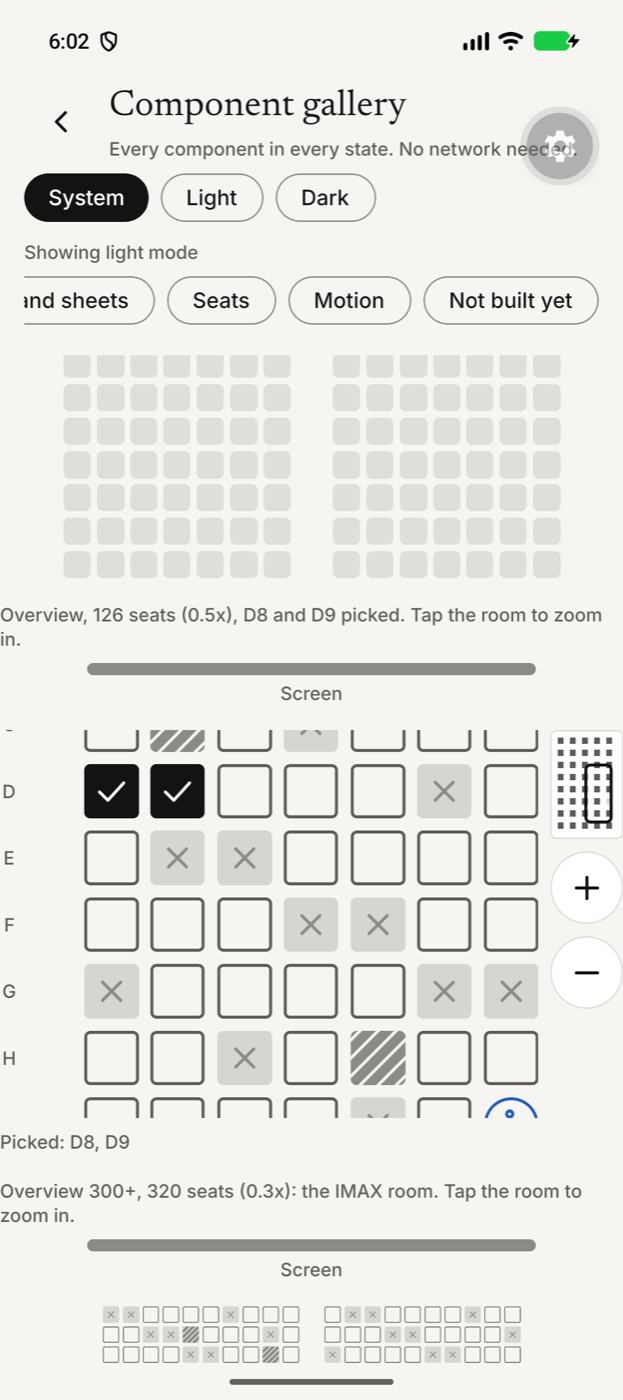 6:02
Component gallery
Every component in every state. No network needed.
System
Light
Dark
Showing light mode
and sheets
Seats
Motion
Not built yet
Overview, 126 seats (0.5x), D8 and D9 picked. Tap the room to zoom
in.
Screen
D
E
F
G
H
Picked: D8, D9
Overview 300+, 320 seats (0.3x): the IMAX room. Tap the room to
zoom in.
Screen